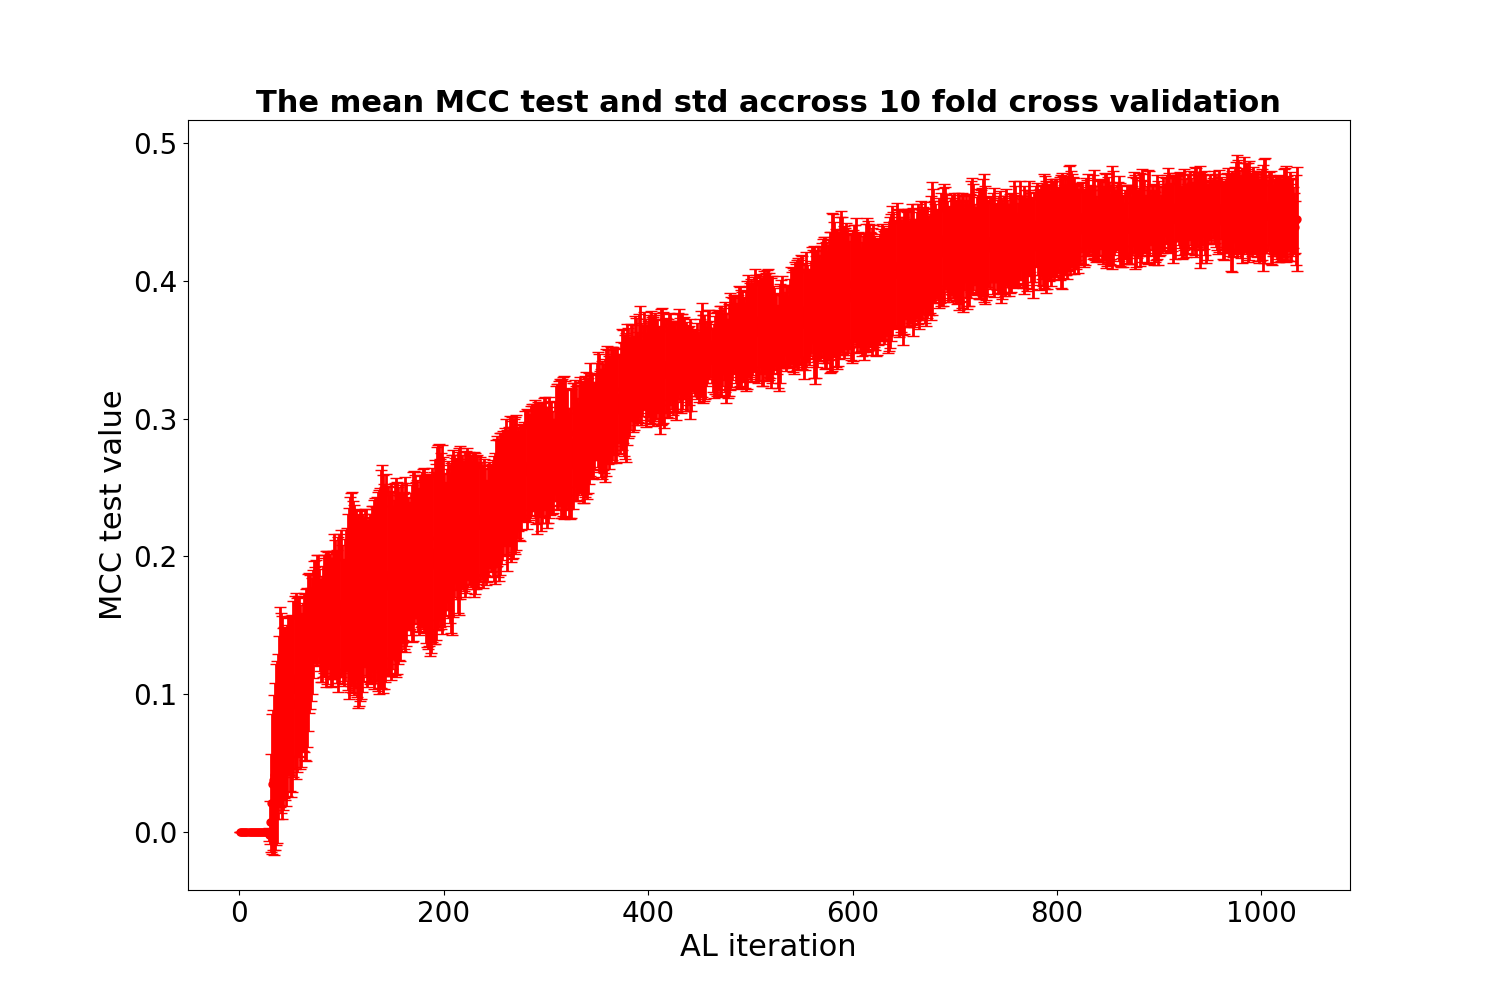 The mean MCC test and std accross 10 fold cross validation
0.5
0.4
0.3
0.2
0.1
0.0
MCC test value
0 200 400 600 800 1000
AL iteration